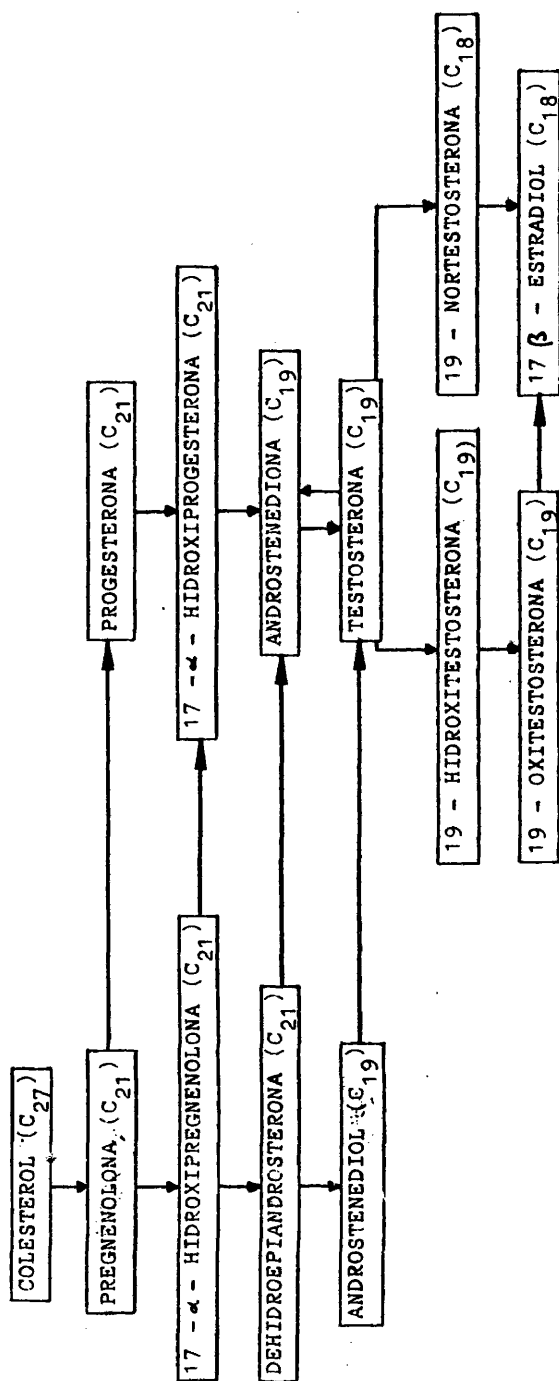 COLESTEROL (C27)
PREGNENOLONA (C21)
PROGESTERONA (C21)
17 - α - HIDROXIPREGNENOLONA (C21)
17 - α - HIDROXIPROGESTERONA (C21)
DEHIDROEPIANDROSTERONA (C21)
ANDROSTENEDIONA (C19)
ANDROSTENEDIOL (C19)
TESTOSTERONA (C19)
19 - HIDROXITESTOSTERONA (C19)
19 - NORTESTOSTERONA (C18)
19 - OXITESTOSTERONA (C19)
17 β - ESTRADIOL (C18)